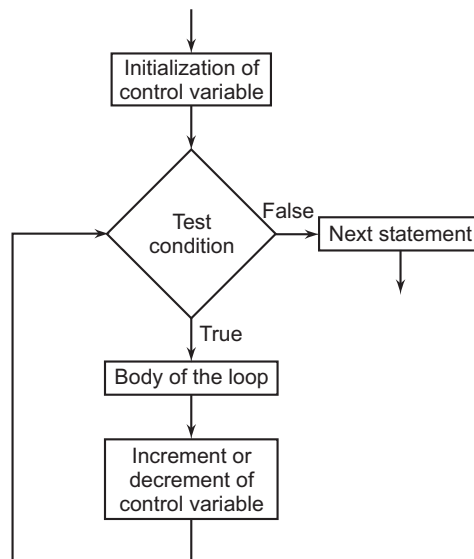 Initialization of
control variable
Test
condition
False
Next statement
True
Body of the loop
Increment or
decrement of
control variable